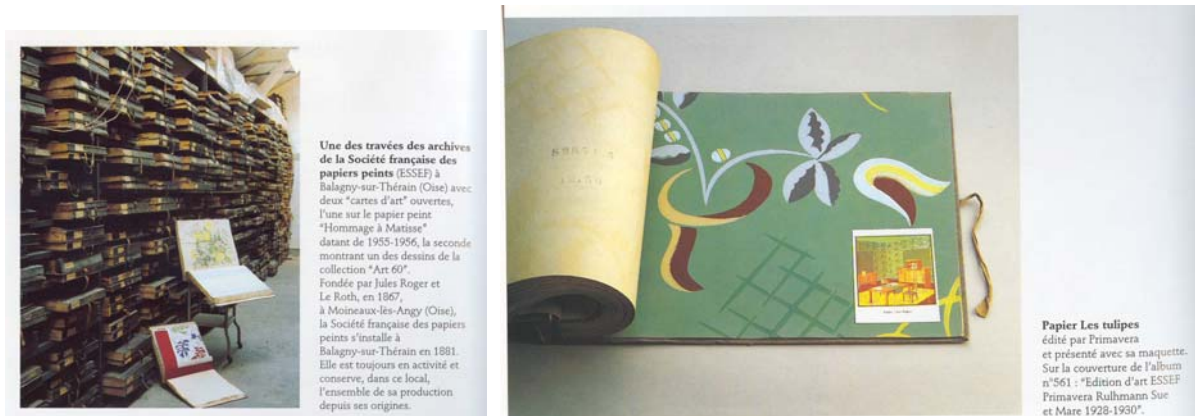 Une des travées des archives
de la Société française des
papiers peints (ESSEF) à
Balagny-sur-Thérain (Oise) avec
deux "cartes d'art" ouvertes,
l'une sur le papier peint
"Hommage à Matisse"
datant de 1955-1956, la seconde
montrant un des dessins de la
collection "Art 60".
Fondée par Jules Roger et
Le Roth, en 1867,
à Moineaux-lès-Angy (Oise),
la Société française des papiers
peints s'installe à
Balagny-sur-Thérain en 1881.
Elle est toujours en activité et
conserve, dans ce local,
l'ensemble de sa production
depuis ses origines.
Papier Les tulipes
édité par Primavera
et présenté avec sa maquette.
Sur la couverture de l'album
n°561 : "Edition d'art ESSEF
Primavera Rulhmann Sue
et Mare 1928-1930".